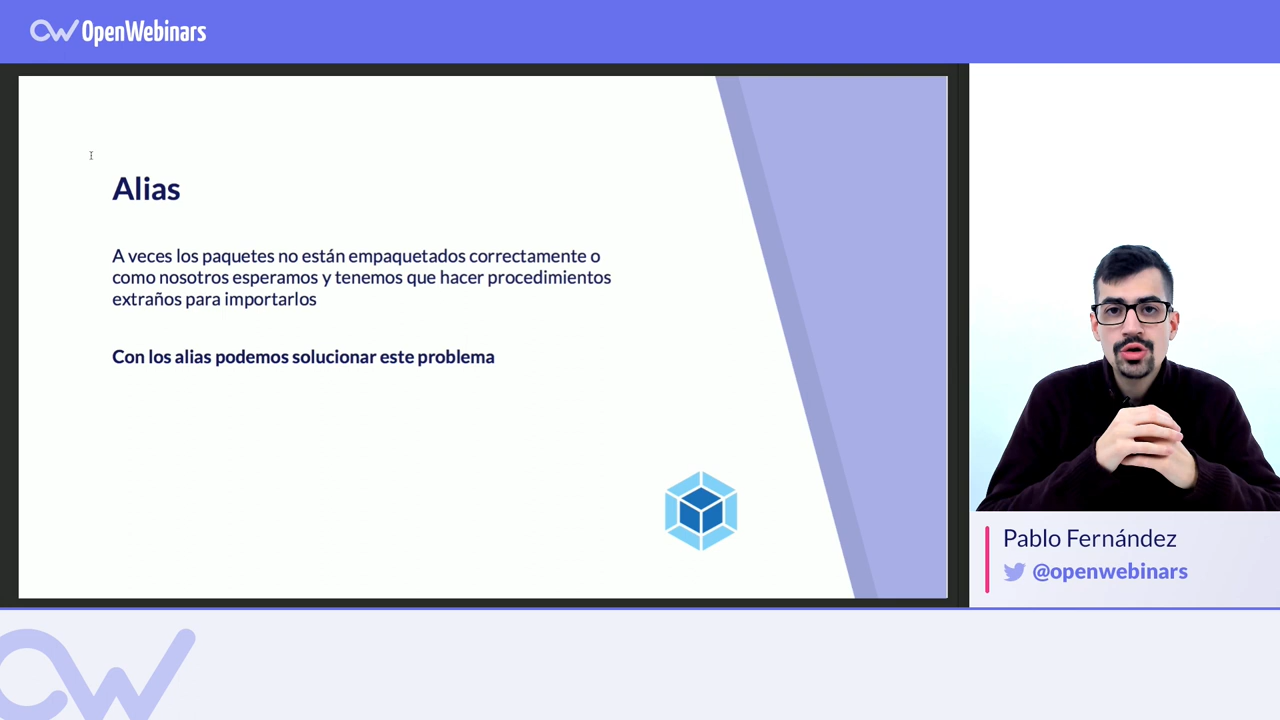 OpenWebinars
Alias
A veces los paquetes no están empaquetados correctamente o
como nosotros esperamos y tenemos que hacer procedimientos
extraños para importarlos
Con los alias podemos solucionar este problema
Pablo Fernández
@openwebinars